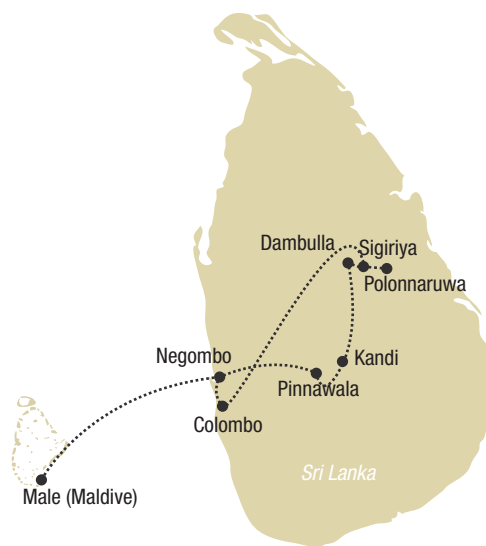 Dambulla
Sigiriya
Polonnaruwa
Negombo
Kandi
Pinnawala
Colombo
Sri Lanka
Male (Maldive)